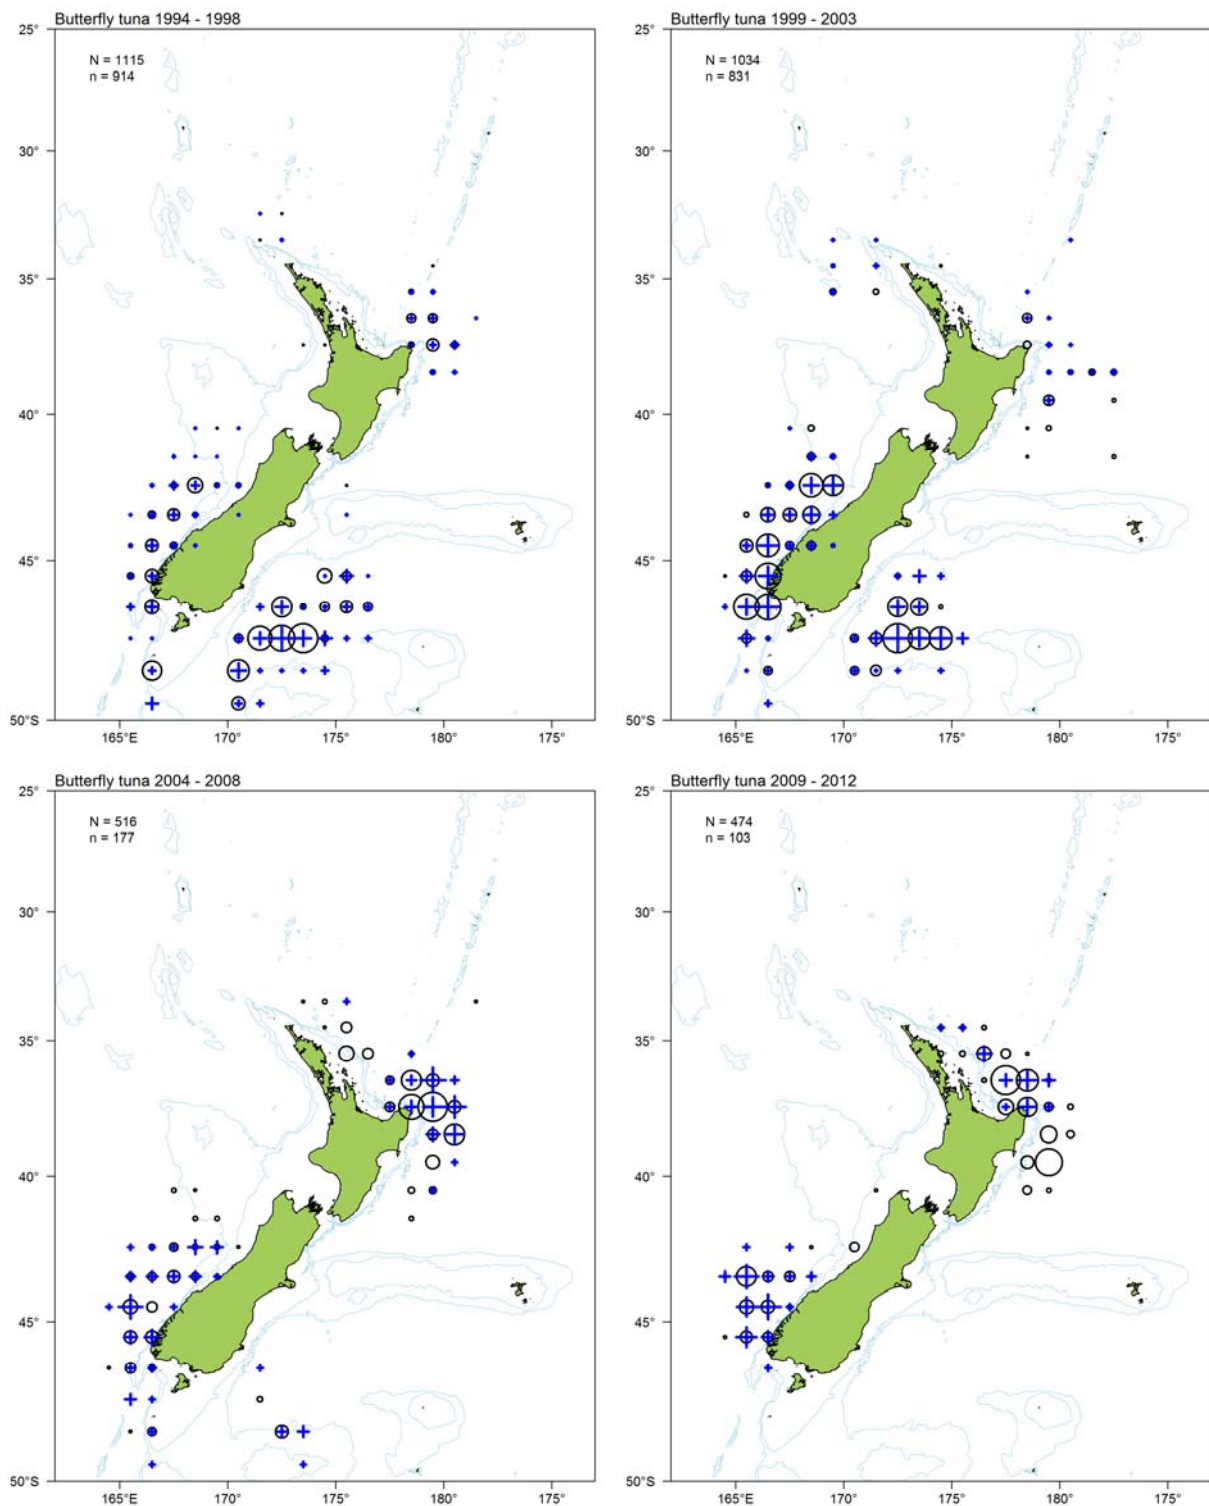 Butterfly tuna 1994 - 1998
Butterfly tuna 1999 - 2003
25°
25°
N = 1115
n = 914
N = 1034
n = 831
30°
30°
35°
35°
40°
40°
45°
45°
50°S
50°S
165°E 170° 175° 180° 175°
165°E 170° 175° 180° 175°
Butterfly tuna 2004 - 2008
Butterfly tuna 2009 - 2012
25°
25°
N = 516
n = 177
N = 474
n = 103
30°
30°
35°
35°
40°
40°
45°
45°
50°S
50°S
165°E 170° 175° 180° 175°
165°E 170° 175° 180° 175°